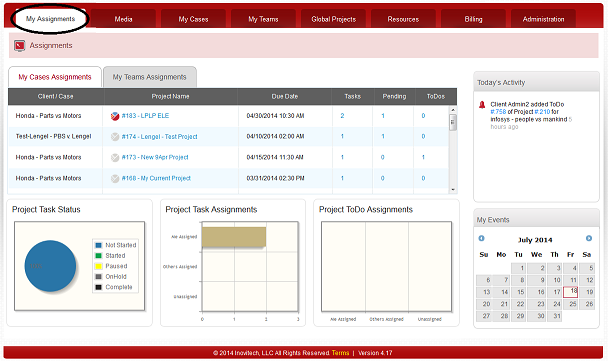 My Assignments Media My Cases My Teams Global Projects Resources Billing Administration
Assignments
My Cases Assignments My Teams Assignments
Client / Case Project Name Due Date Tasks Pending ToDos
Honda - Parts vs Motors #183 - LPLP ELE 04/30/2014 10:30 AM 2 1 0
Test-Lengel - PBS v. Lengel #174 - Lengel - Test Project 04/10/2014 02:00 AM 1 1 0
Honda - Parts vs Motors #173 - New 9Apr Project 04/15/2014 11:30 AM 1 0 1
Honda - Parts vs Motors #168 - My Current Project 03/31/2014 02:30 PM 1 1 0
Today's Activity
Client Admin2 added ToDo
#758 of Project #210 for
infosys - people vs mankind 5
hours ago
Project Task Status
Not Started
Started
Paused
OnHold
Complete
Project Task Assignments
Me Assigned
Others Assigned
Unassigned
0 1 2 3
Project ToDo Assignments
Me Assigned Others Assigned Unassigned
My Events
July 2014
Su Mo Tu We Th Fr Sa
1 2 3 4 5
6 7 8 9 10 11 12
13 14 15 16 17 18 19
20 21 22 23 24 25 26
27 28 29 30 31
© 2014 Inovitech, LLC All Rights Reserved. Terms | Version 4.17